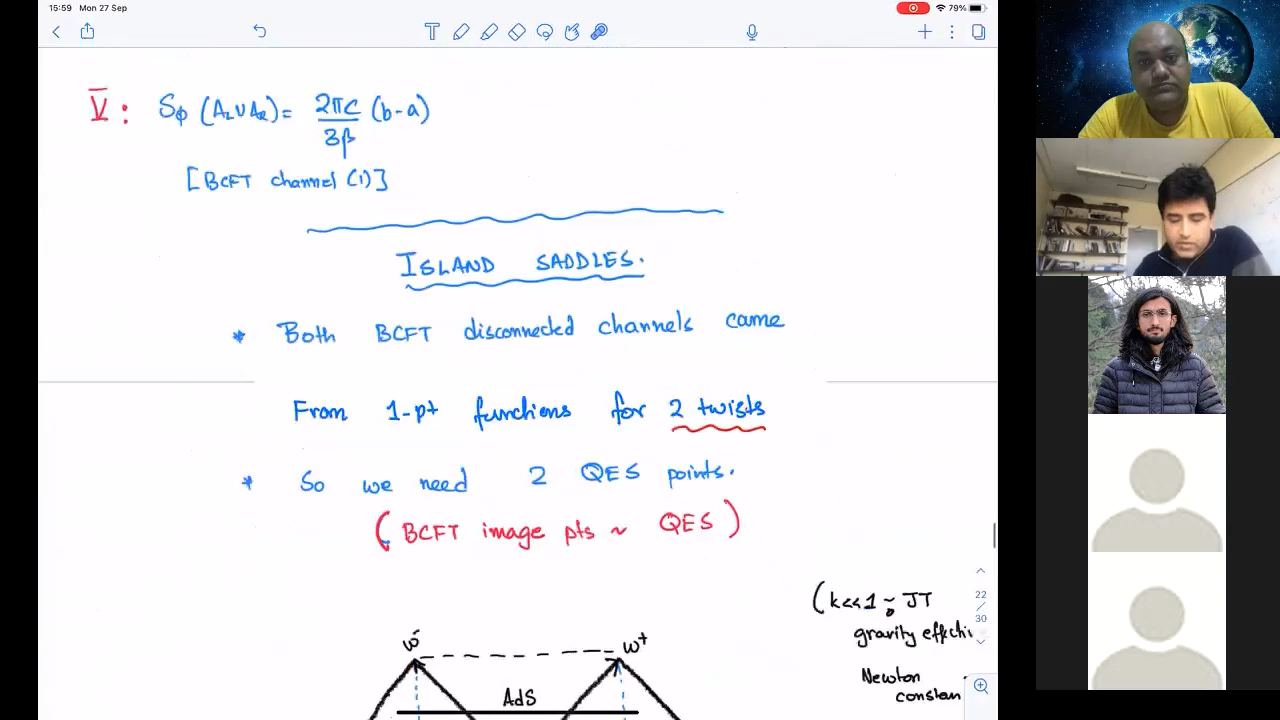 15:59 Mon 27 Sep
79%
V : Sφ (A_L ∪ A_R) = 2πc/3β (b-a)
[BCFT channel (1)]
ISLAND SADDLES.
* Both BCFT disconnected channels came
From 1-pt functions for 2 twists
* So we need 2 QES points.
(BCFT image pts ~ QES)
(k<<1 ~ JT
gravity effecti
Newton
constan
22
/
30
w⁻ w⁺
AdS